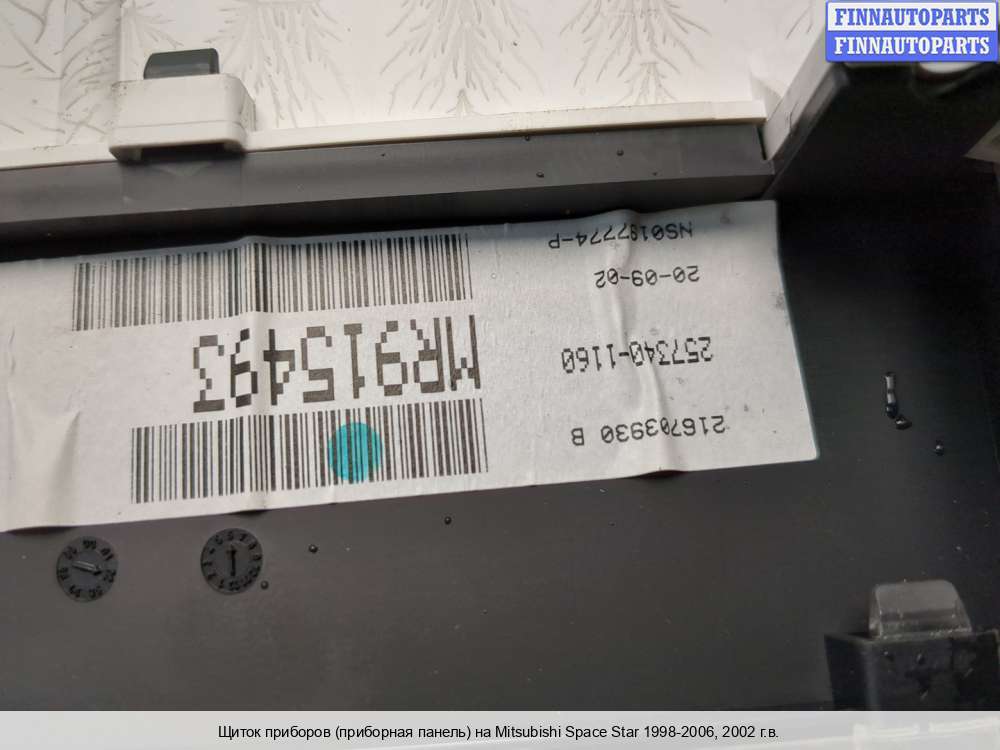 FINNAUTOPARTS
FINNAUTOPARTS
216703930 B
257340-1160
20-09-02
MR915493
Щиток приборов (приборная панель) на Mitsubishi Space Star 1998-2006, 2002 г.в.